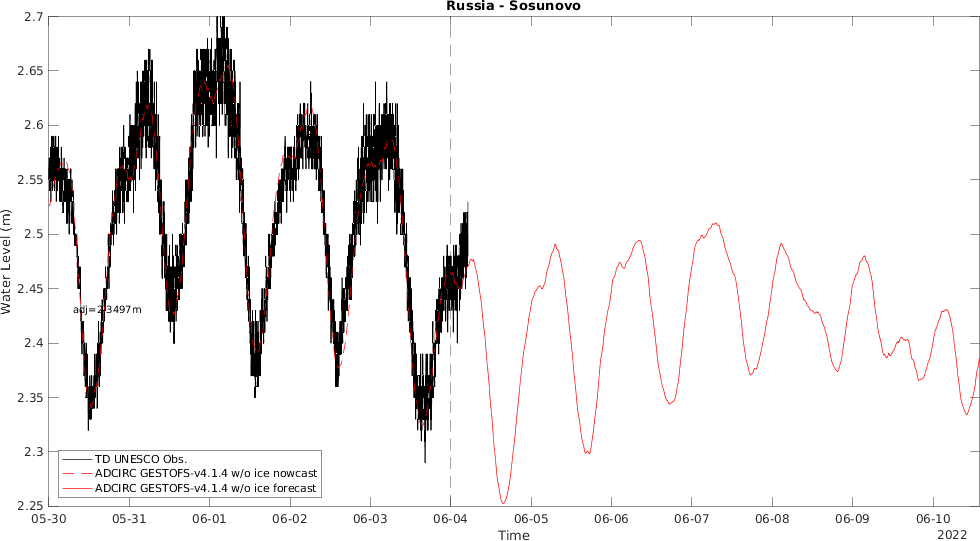 Russia - Sosunovo
2.7
2.65
2.6
2.55
2.5
2.45
2.4
2.35
2.3
2.25
Water Level (m)
adj=2.3497m
TD UNESCO Obs.
ADCIRC GESTOFS-v4.1.4 w/o ice nowcast
ADCIRC GESTOFS-v4.1.4 w/o ice forecast
05-30 05-31 06-01 06-02 06-03 06-04 06-05 06-06 06-07 06-08 06-09 06-10
Time
2022